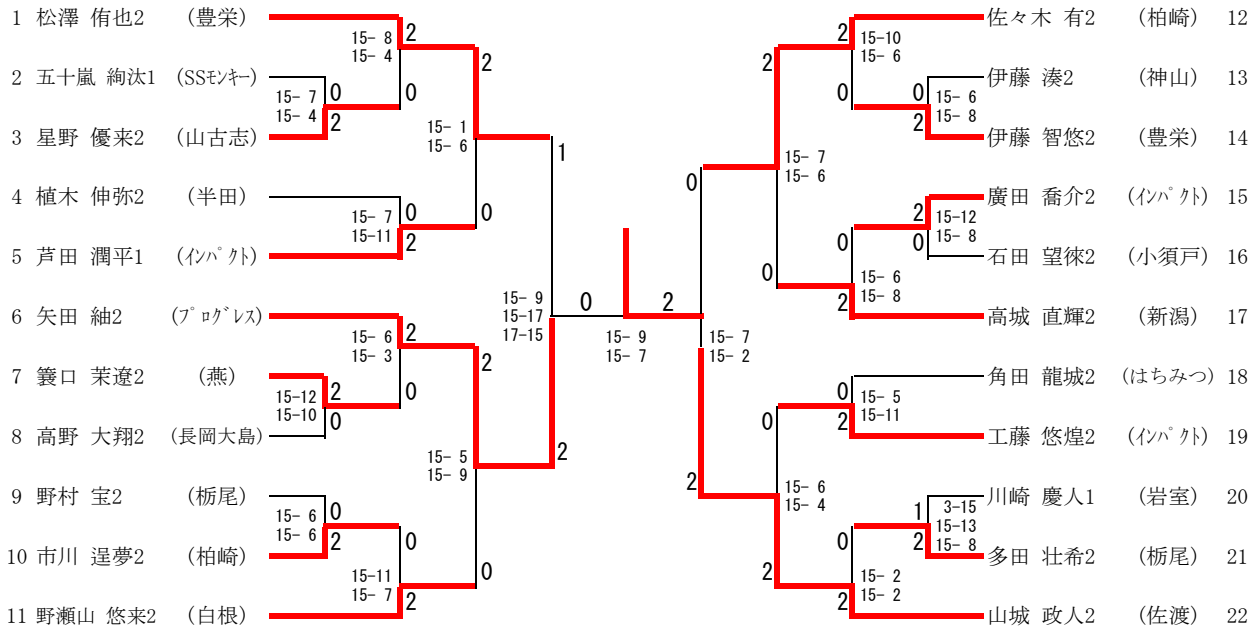 1 松澤 侑也2 (豊栄)
2 五十嵐 絢汰1 (SSモンキー)
3 星野 優来2 (山古志)
4 植木 伸弥2 (半田)
5 芦田 潤平1 (インパクト)
6 矢田 紬2 (プログレス)
7 簑口 茉遼2 (燕)
8 高野 大翔2 (長岡大島)
9 野村 宝2 (栃尾)
10 市川 逞夢2 (柏崎)
11 野瀬山 悠来2 (白根)
15- 7 0
15- 4 2
15-12 2
15-10 0
15- 6 0
15- 6 2
15- 8 2
15- 4 0
15- 7 0
15-11 2
15- 6 2
15- 3 0
15-11 0
15- 7 2
15- 1 2
15- 6 0
15- 5 2
15- 9 0
1
15- 9
15-17
17-15
2
0 2
15- 9
15- 7
0
15- 7
15- 2
2
2 15- 7
0 15- 6
0 15- 6
2 15- 4
2 15-10
0 15- 6
0 15- 6
2 15- 8
0 15- 5
2 15-11
0 15- 2
2 15- 2
0 15- 6
2 15- 8
2 15-12
0 15- 8
1 3-15
15-13
2 15- 8
佐々木 有2 (柏崎) 12
伊藤 湊2 (神山) 13
伊藤 智悠2 (豊栄) 14
廣田 喬介2 (インパクト) 15
石田 望徠2 (小須戸) 16
高城 直輝2 (新潟) 17
角田 龍城2 (はちみつ) 18
工藤 悠煌2 (インパクト) 19
川崎 慶人1 (岩室) 20
多田 壮希2 (栃尾) 21
山城 政人2 (佐渡) 22